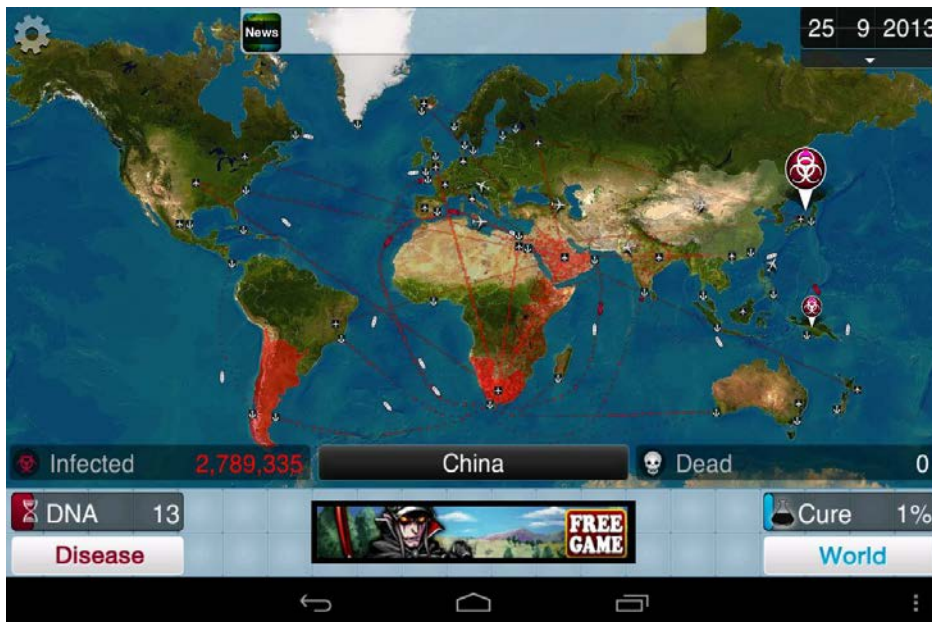 News
25 9 2013
Infected 2,789,335
China
Dead 0
DNA 13
FREE
GAME
Cure 1%
Disease
World